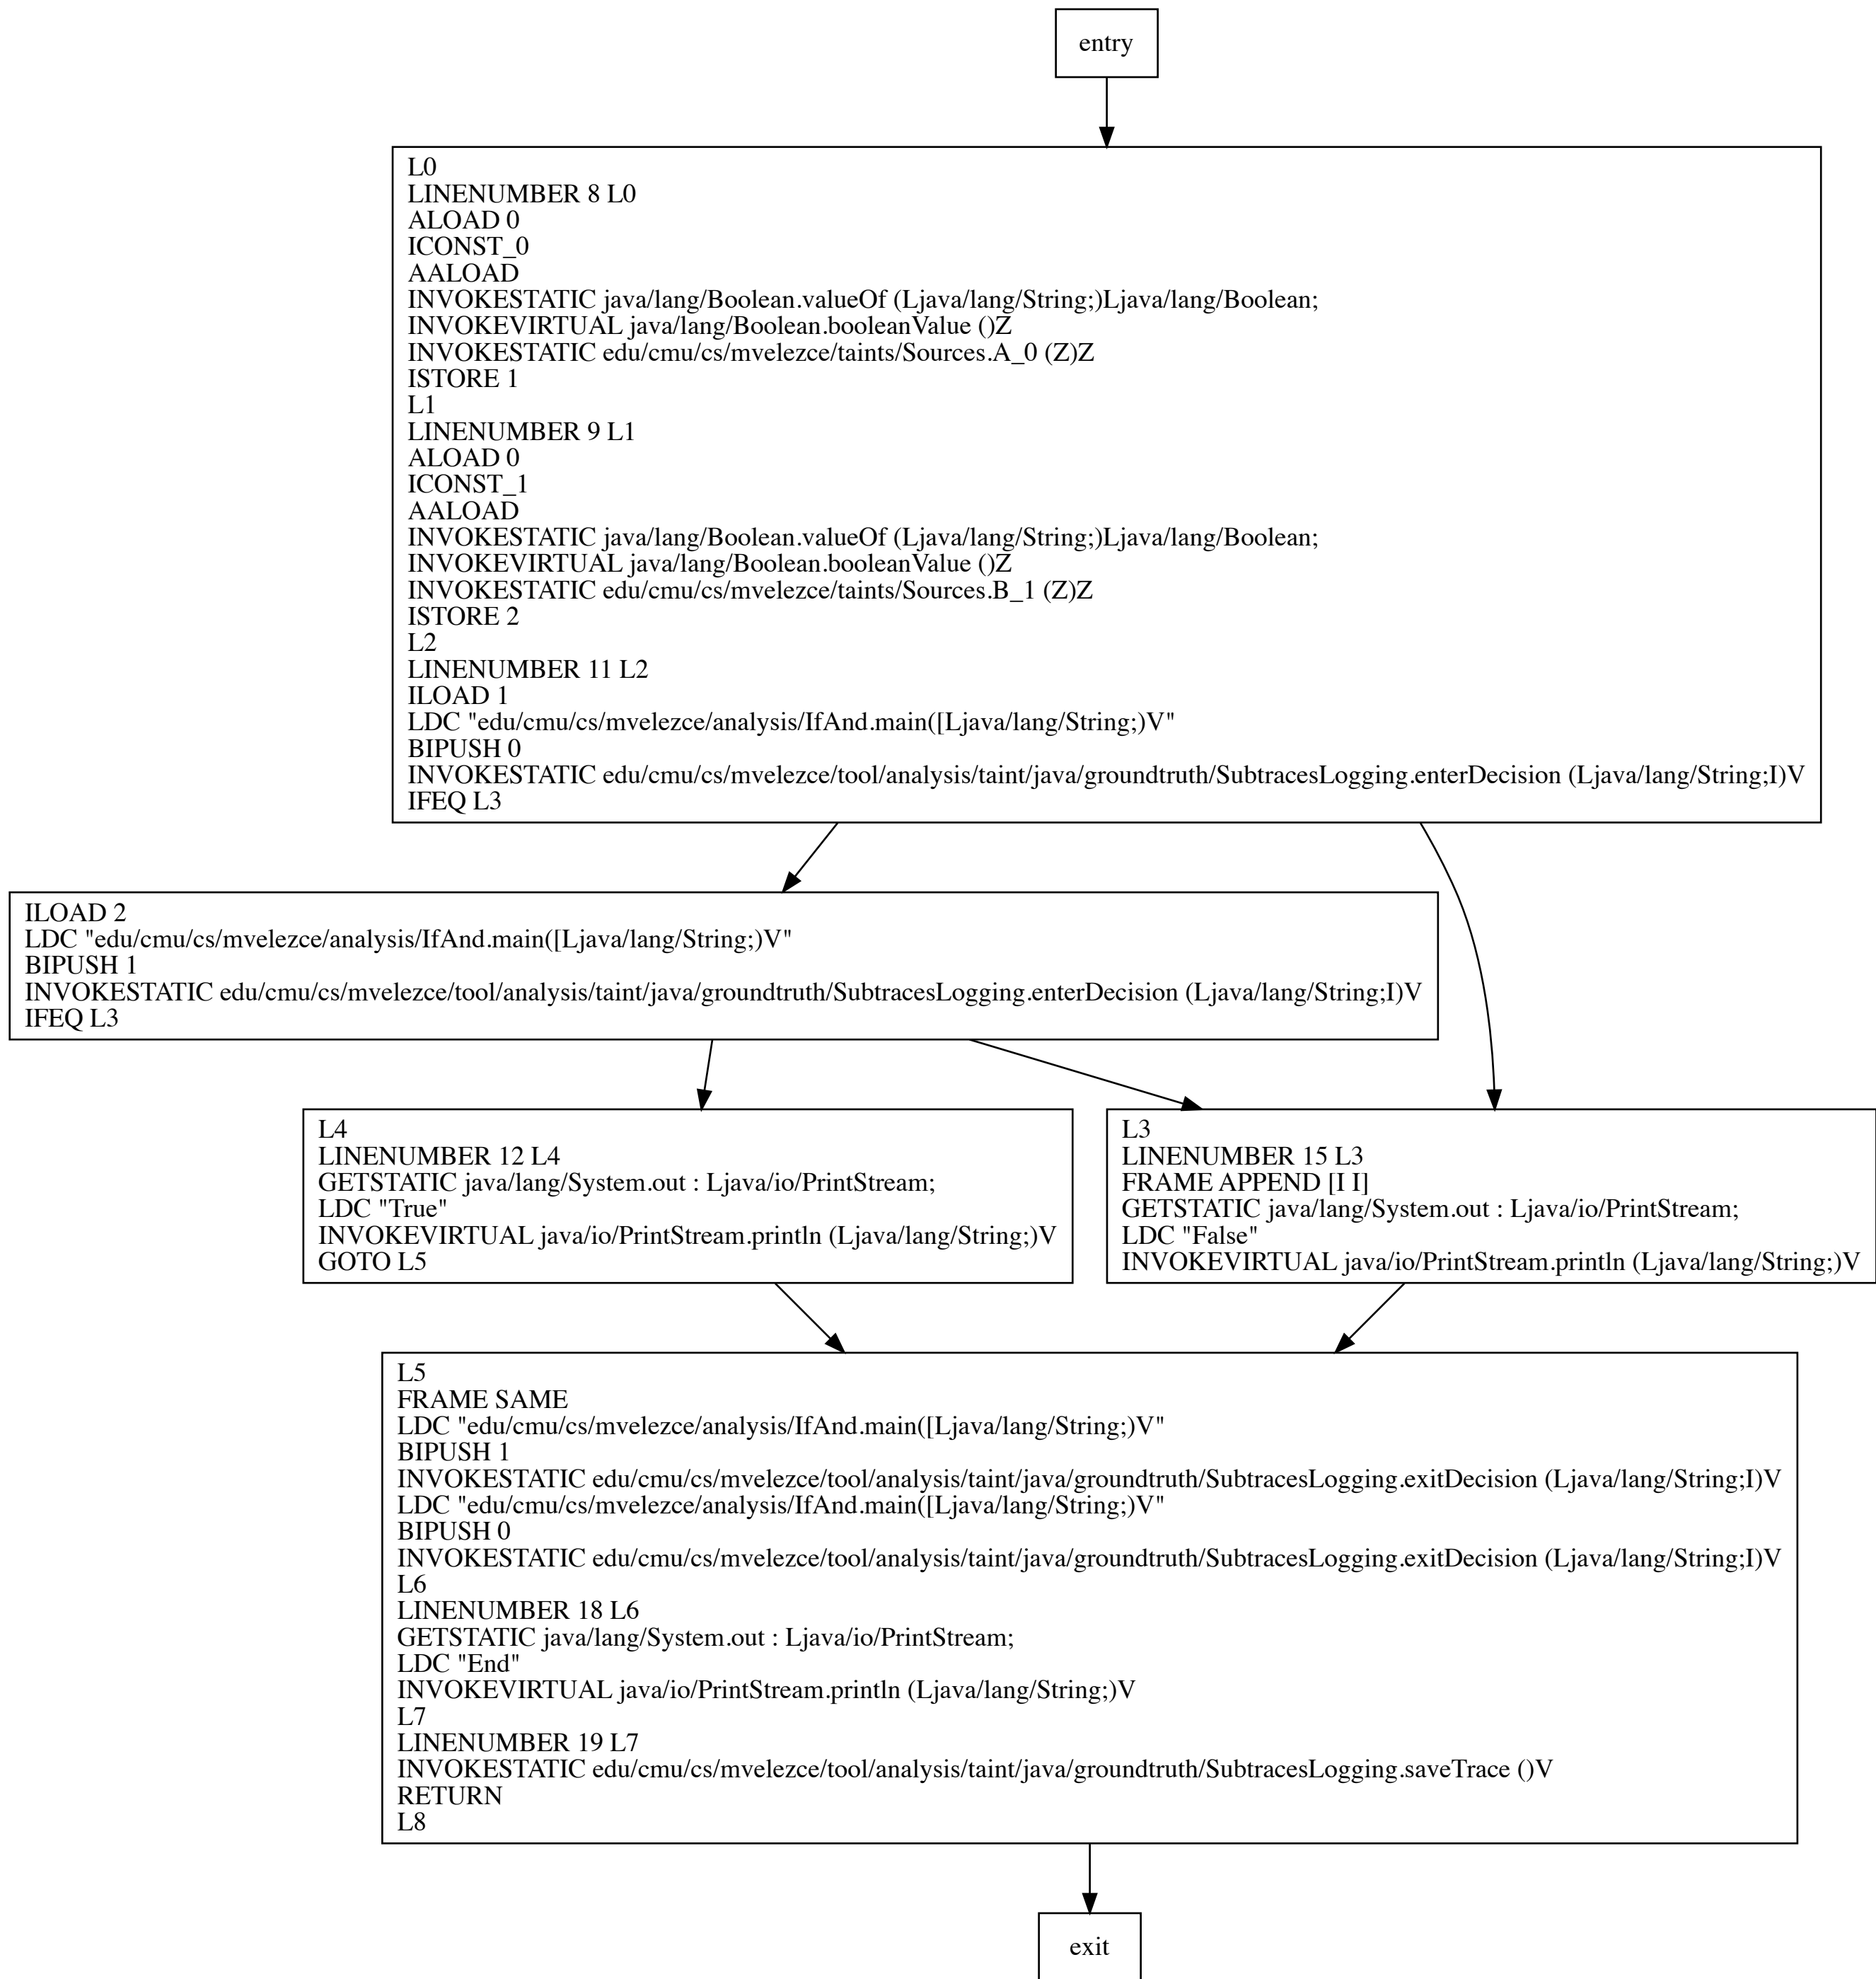 entry
L0
LINENUMBER 8 L0
ALOAD 0
ICONST_0
AALOAD
INVOKESTATIC java/lang/Boolean.valueOf (Ljava/lang/String;)Ljava/lang/Boolean;
INVOKEVIRTUAL java/lang/Boolean.booleanValue ()Z
INVOKESTATIC edu/cmu/cs/mvelezce/taints/Sources.A_0 (Z)Z
ISTORE 1
L1
LINENUMBER 9 L1
ALOAD 0
ICONST_1
AALOAD
INVOKESTATIC java/lang/Boolean.valueOf (Ljava/lang/String;)Ljava/lang/Boolean;
INVOKEVIRTUAL java/lang/Boolean.booleanValue ()Z
INVOKESTATIC edu/cmu/cs/mvelezce/taints/Sources.B_1 (Z)Z
ISTORE 2
L2
LINENUMBER 11 L2
ILOAD 1
LDC "edu/cmu/cs/mvelezce/analysis/IfAnd.main([Ljava/lang/String;)V"
BIPUSH 0
INVOKESTATIC edu/cmu/cs/mvelezce/tool/analysis/taint/java/groundtruth/SubtracesLogging.enterDecision (Ljava/lang/String;I)V
IFEQ L3
ILOAD 2
LDC "edu/cmu/cs/mvelezce/analysis/IfAnd.main([Ljava/lang/String;)V"
BIPUSH 1
INVOKESTATIC edu/cmu/cs/mvelezce/tool/analysis/taint/java/groundtruth/SubtracesLogging.enterDecision (Ljava/lang/String;I)V
IFEQ L3
L4
LINENUMBER 12 L4
GETSTATIC java/lang/System.out : Ljava/io/PrintStream;
LDC "True"
INVOKEVIRTUAL java/io/PrintStream.println (Ljava/lang/String;)V
GOTO L5
L3
LINENUMBER 15 L3
FRAME APPEND [I I]
GETSTATIC java/lang/System.out : Ljava/io/PrintStream;
LDC "False"
INVOKEVIRTUAL java/io/PrintStream.println (Ljava/lang/String;)V
L5
FRAME SAME
LDC "edu/cmu/cs/mvelezce/analysis/IfAnd.main([Ljava/lang/String;)V"
BIPUSH 1
INVOKESTATIC edu/cmu/cs/mvelezce/tool/analysis/taint/java/groundtruth/SubtracesLogging.exitDecision (Ljava/lang/String;I)V
LDC "edu/cmu/cs/mvelezce/analysis/IfAnd.main([Ljava/lang/String;)V"
BIPUSH 0
INVOKESTATIC edu/cmu/cs/mvelezce/tool/analysis/taint/java/groundtruth/SubtracesLogging.exitDecision (Ljava/lang/String;I)V
L6
LINENUMBER 18 L6
GETSTATIC java/lang/System.out : Ljava/io/PrintStream;
LDC "End"
INVOKEVIRTUAL java/io/PrintStream.println (Ljava/lang/String;)V
L7
LINENUMBER 19 L7
INVOKESTATIC edu/cmu/cs/mvelezce/tool/analysis/taint/java/groundtruth/SubtracesLogging.saveTrace ()V
RETURN
L8
exit